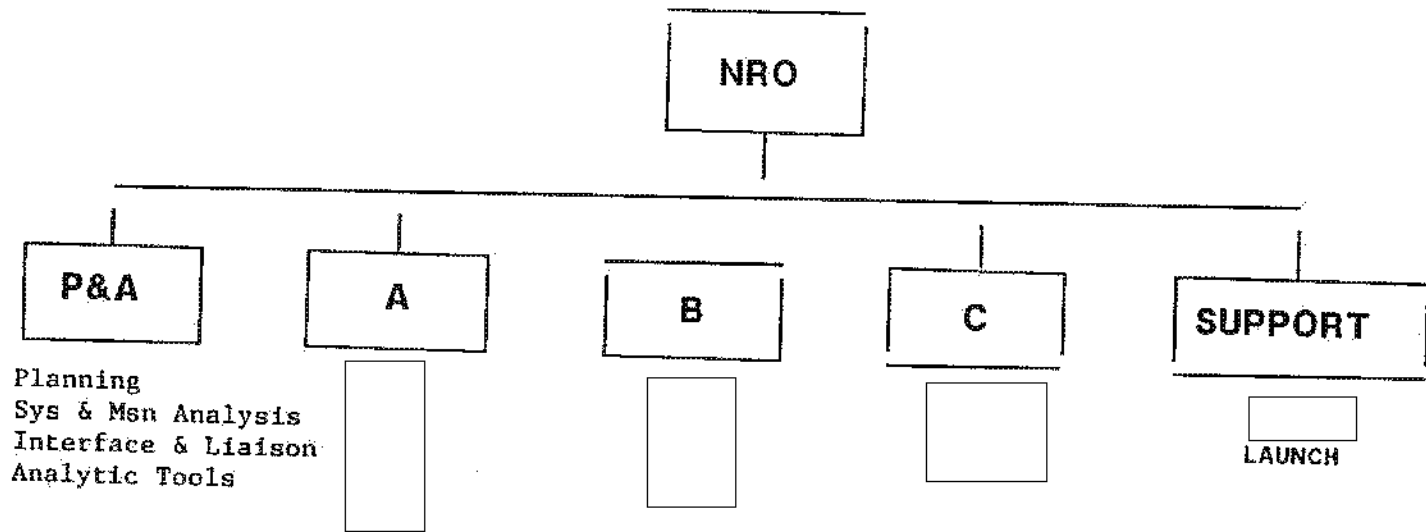 NRO
P&A
A
B
C
SUPPORT
Planning
Sys & Msn Analysis
Interface & Liaison
Analytic Tools
LAUNCH